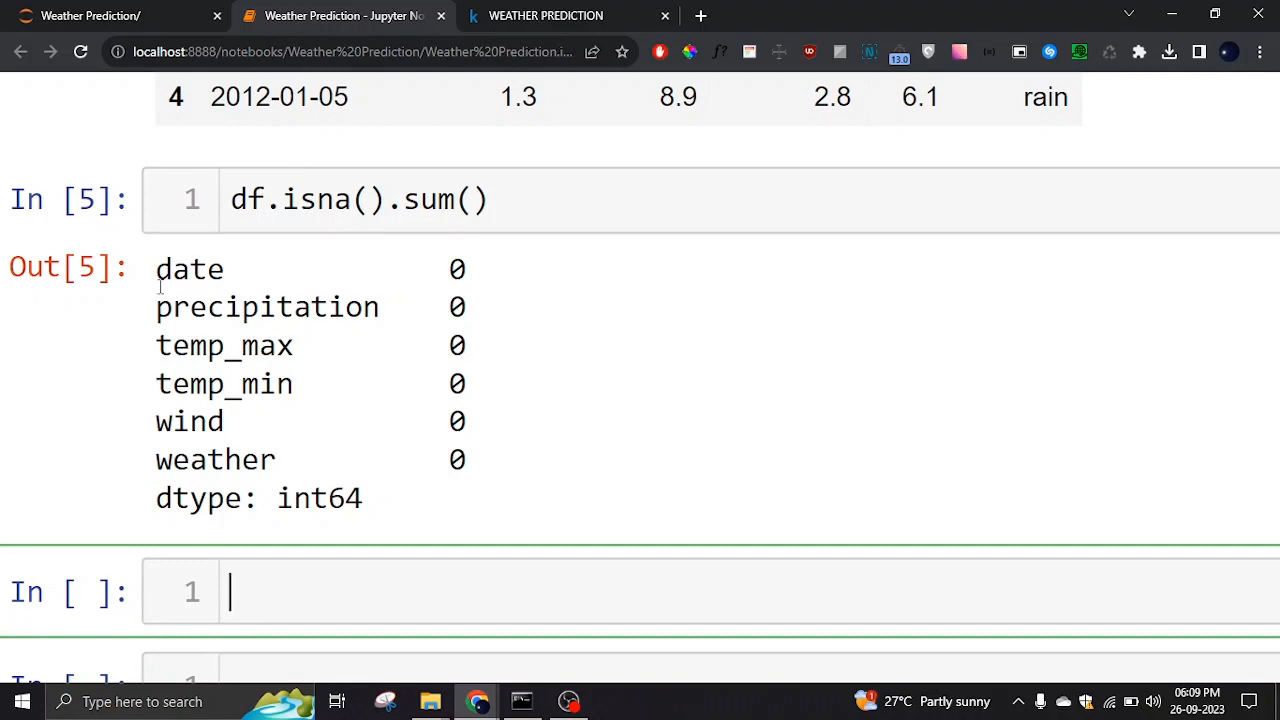 Weather Prediction/
Weather Prediction - Jupyter No
WEATHER PREDICTION
localhost:8888/notebooks/Weather%20Prediction/Weather%20Prediction.i...
13.0
4 2012-01-05 1.3 8.9 2.8 6.1 rain
In [5]: 1 df.isna().sum()
Out[5]: date 0
precipitation 0
temp_max 0
temp_min 0
wind 0
weather 0
dtype: int64
In [ ]: 1
Type here to search
27°C Partly sunny
06:09 PM
26-09-2023